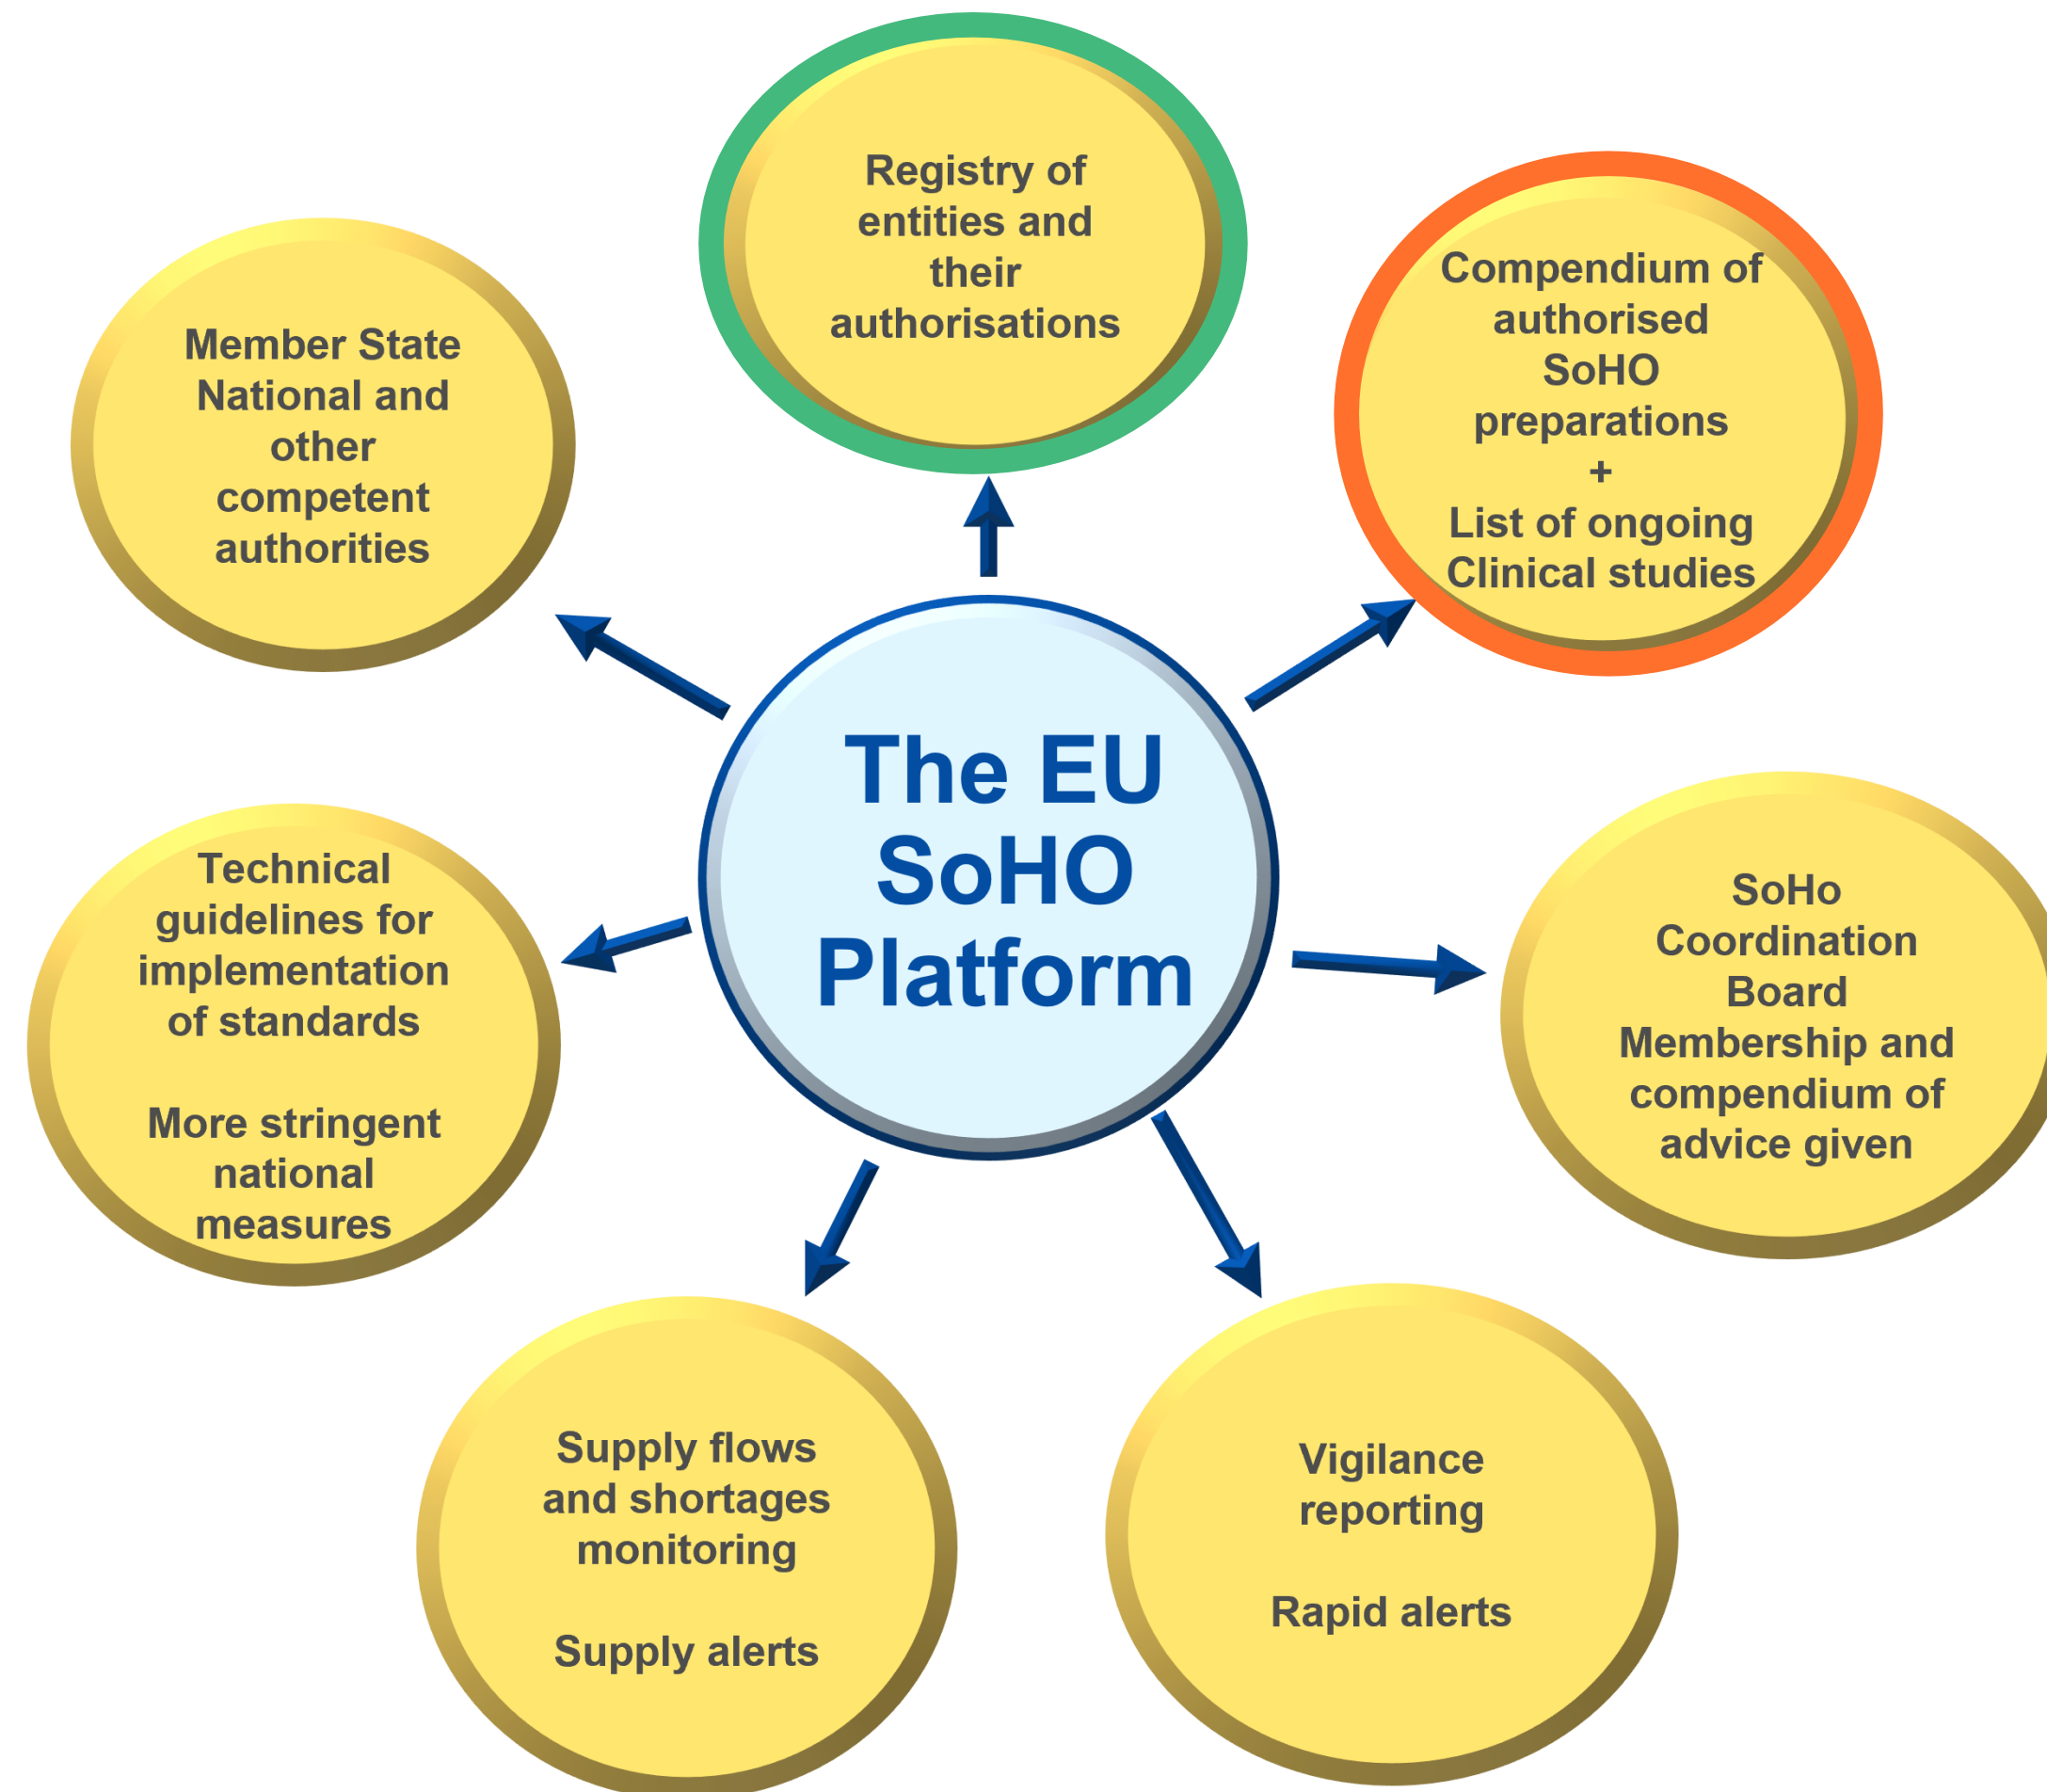 Registry of
entities and
their
authorisations
Compendium of
authorised
SoHO
preparations
+
List of ongoing
Clinical studies
Member State
National and
other
competent
authorities
The EU
SoHO
Platform
Technical
guidelines for
implementation
of standards
More stringent
national
measures
SoHo
Coordination
Board
Membership and
compendium of
advice given
Supply flows
and shortages
monitoring
Supply alerts
Vigilance
reporting
Rapid alerts